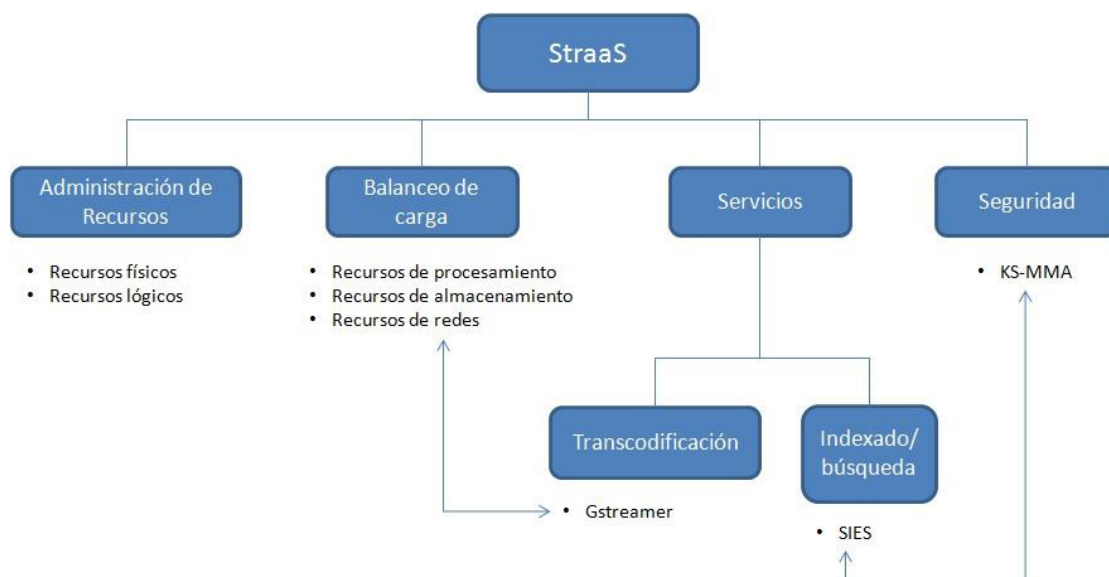 StraaS
Administración de
Recursos
Balanceo de
carga
Servicios
Seguridad
• Recursos físicos
• Recursos lógicos
• Recursos de procesamiento
• Recursos de almacenamiento
• Recursos de redes
• KS-MMA
Transcodificación
Indexado/
búsqueda
• Gstreamer
• SIES